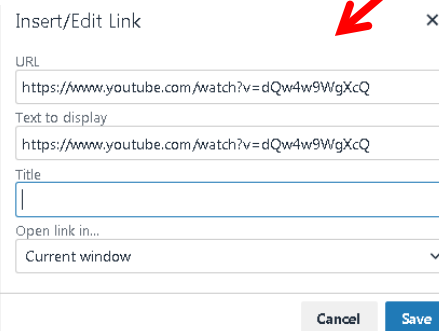 Insert/Edit Link
URL
https://www.youtube.com/watch?v=dQw4w9WgXcQ
Text to display
https://www.youtube.com/watch?v=dQw4w9WgXcQ
Title
Open link in...
Current window
Cancel Save